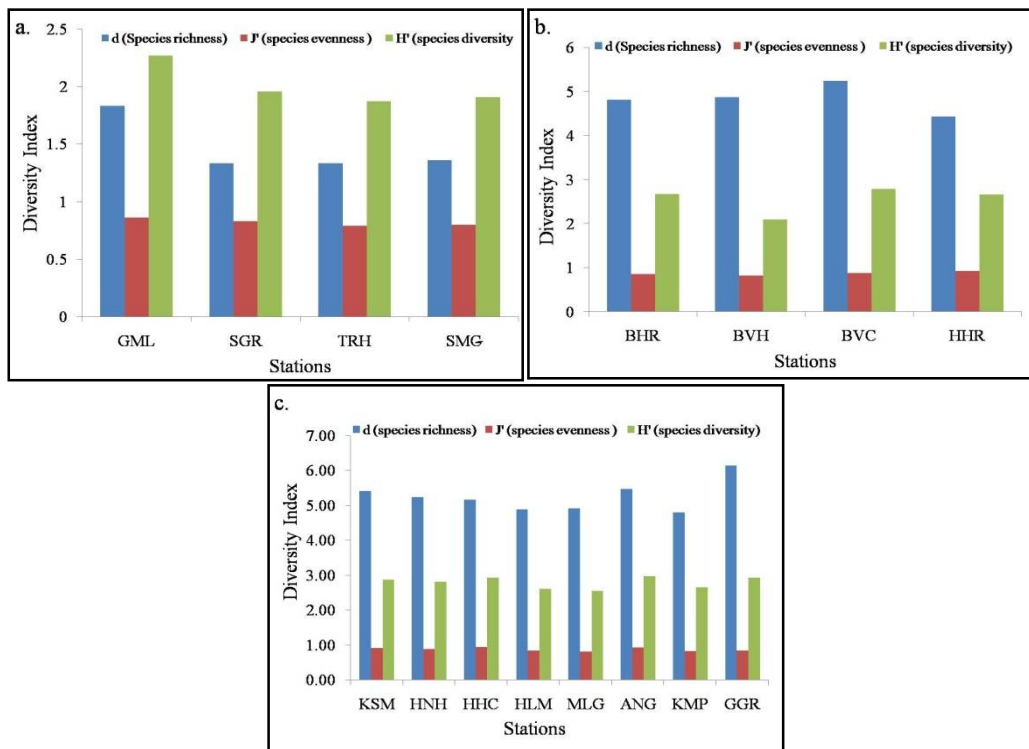 a.
d (Species richness) J' (species evenness ) H' (species diversity
2.5
2
1.5
1
0.5
0
Diversity Index
GML SGR TRH SMG
Stations
b.
d (Species richness) J' (species evenness) H' (species diversity)
6
5
4
3
2
1
0
Diversity Index
BHR BVH BVC HHR
Stations
c.
d (species richness) J' (species evenness ) H' (species diversity)
7.00
6.00
5.00
4.00
3.00
2.00
1.00
0.00
Diversity Index
KSM HNH HHC HLM MLG ANG KMP GGR
Stations